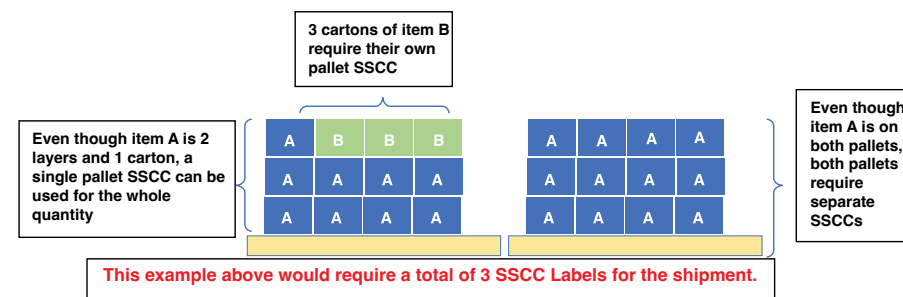 3 cartons of item B
require their own
pallet SSCC
Even though item A is 2
layers and 1 carton, a
single pallet SSCC can be
used for the whole
quantity
A B B B
A A A A
A A A A
A A A A
A A A A
A A A A
Even though
item A is on
both pallets,
both pallets
require
separate
SSCCs
This example above would require a total of 3 SSCC Labels for the shipment.